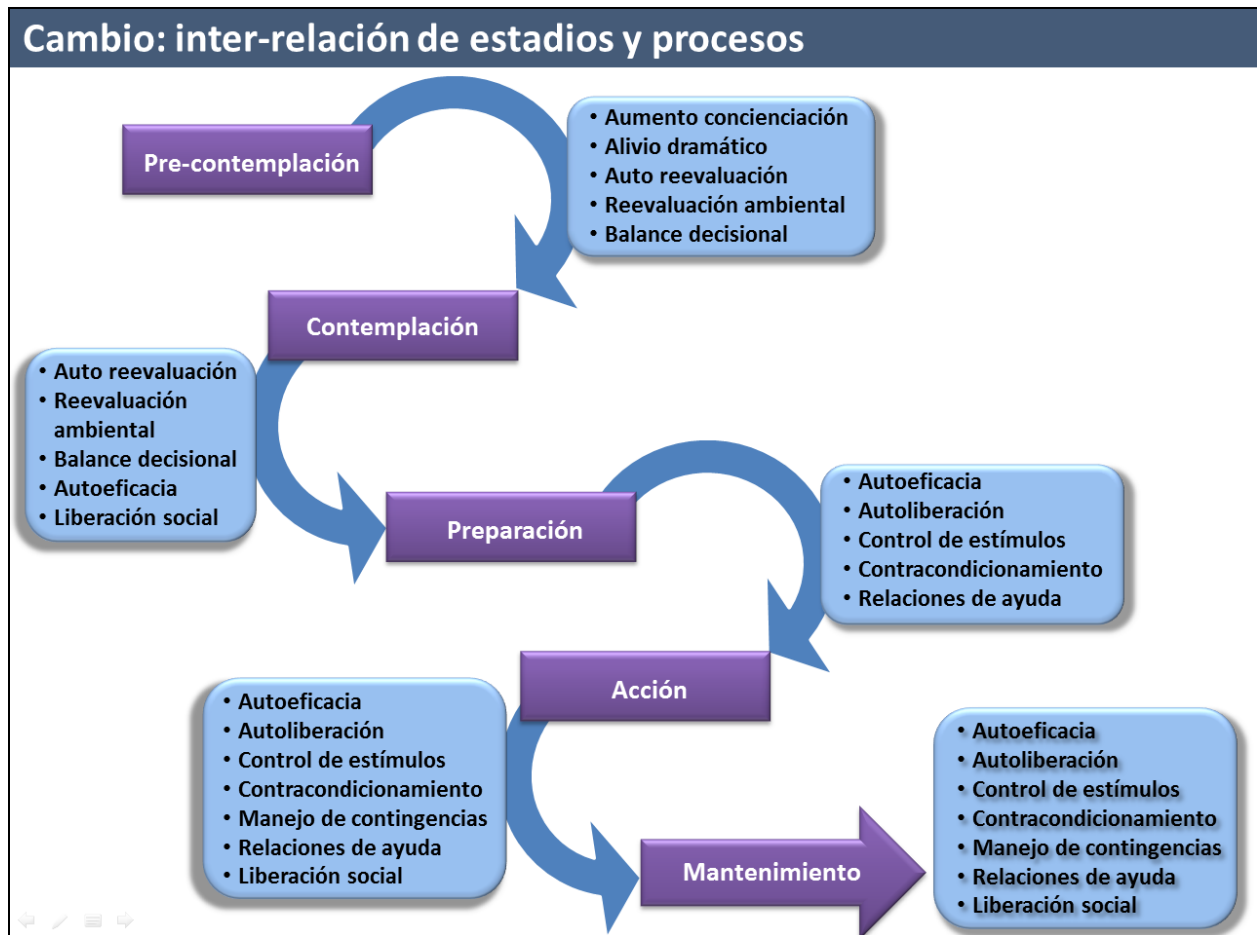 Cambio: inter-relación de estadios y procesos
Pre-contemplación
• Aumento concienciación
• Alivio dramático
• Auto reevaluación
• Reevaluación ambiental
• Balance decisional
Contemplación
• Auto reevaluación
• Reevaluación
ambiental
• Balance decisional
• Autoeficacia
• Liberación social
Preparación
• Autoeficacia
• Autoliberación
• Control de estímulos
• Contracondicionamiento
• Relaciones de ayuda
Acción
• Autoeficacia
• Autoliberación
• Control de estímulos
• Contracondicionamiento
• Manejo de contingencias
• Relaciones de ayuda
• Liberación social
Mantenimiento
• Autoeficacia
• Autoliberación
• Control de estímulos
• Contracondicionamiento
• Manejo de contingencias
• Relaciones de ayuda
• Liberación social